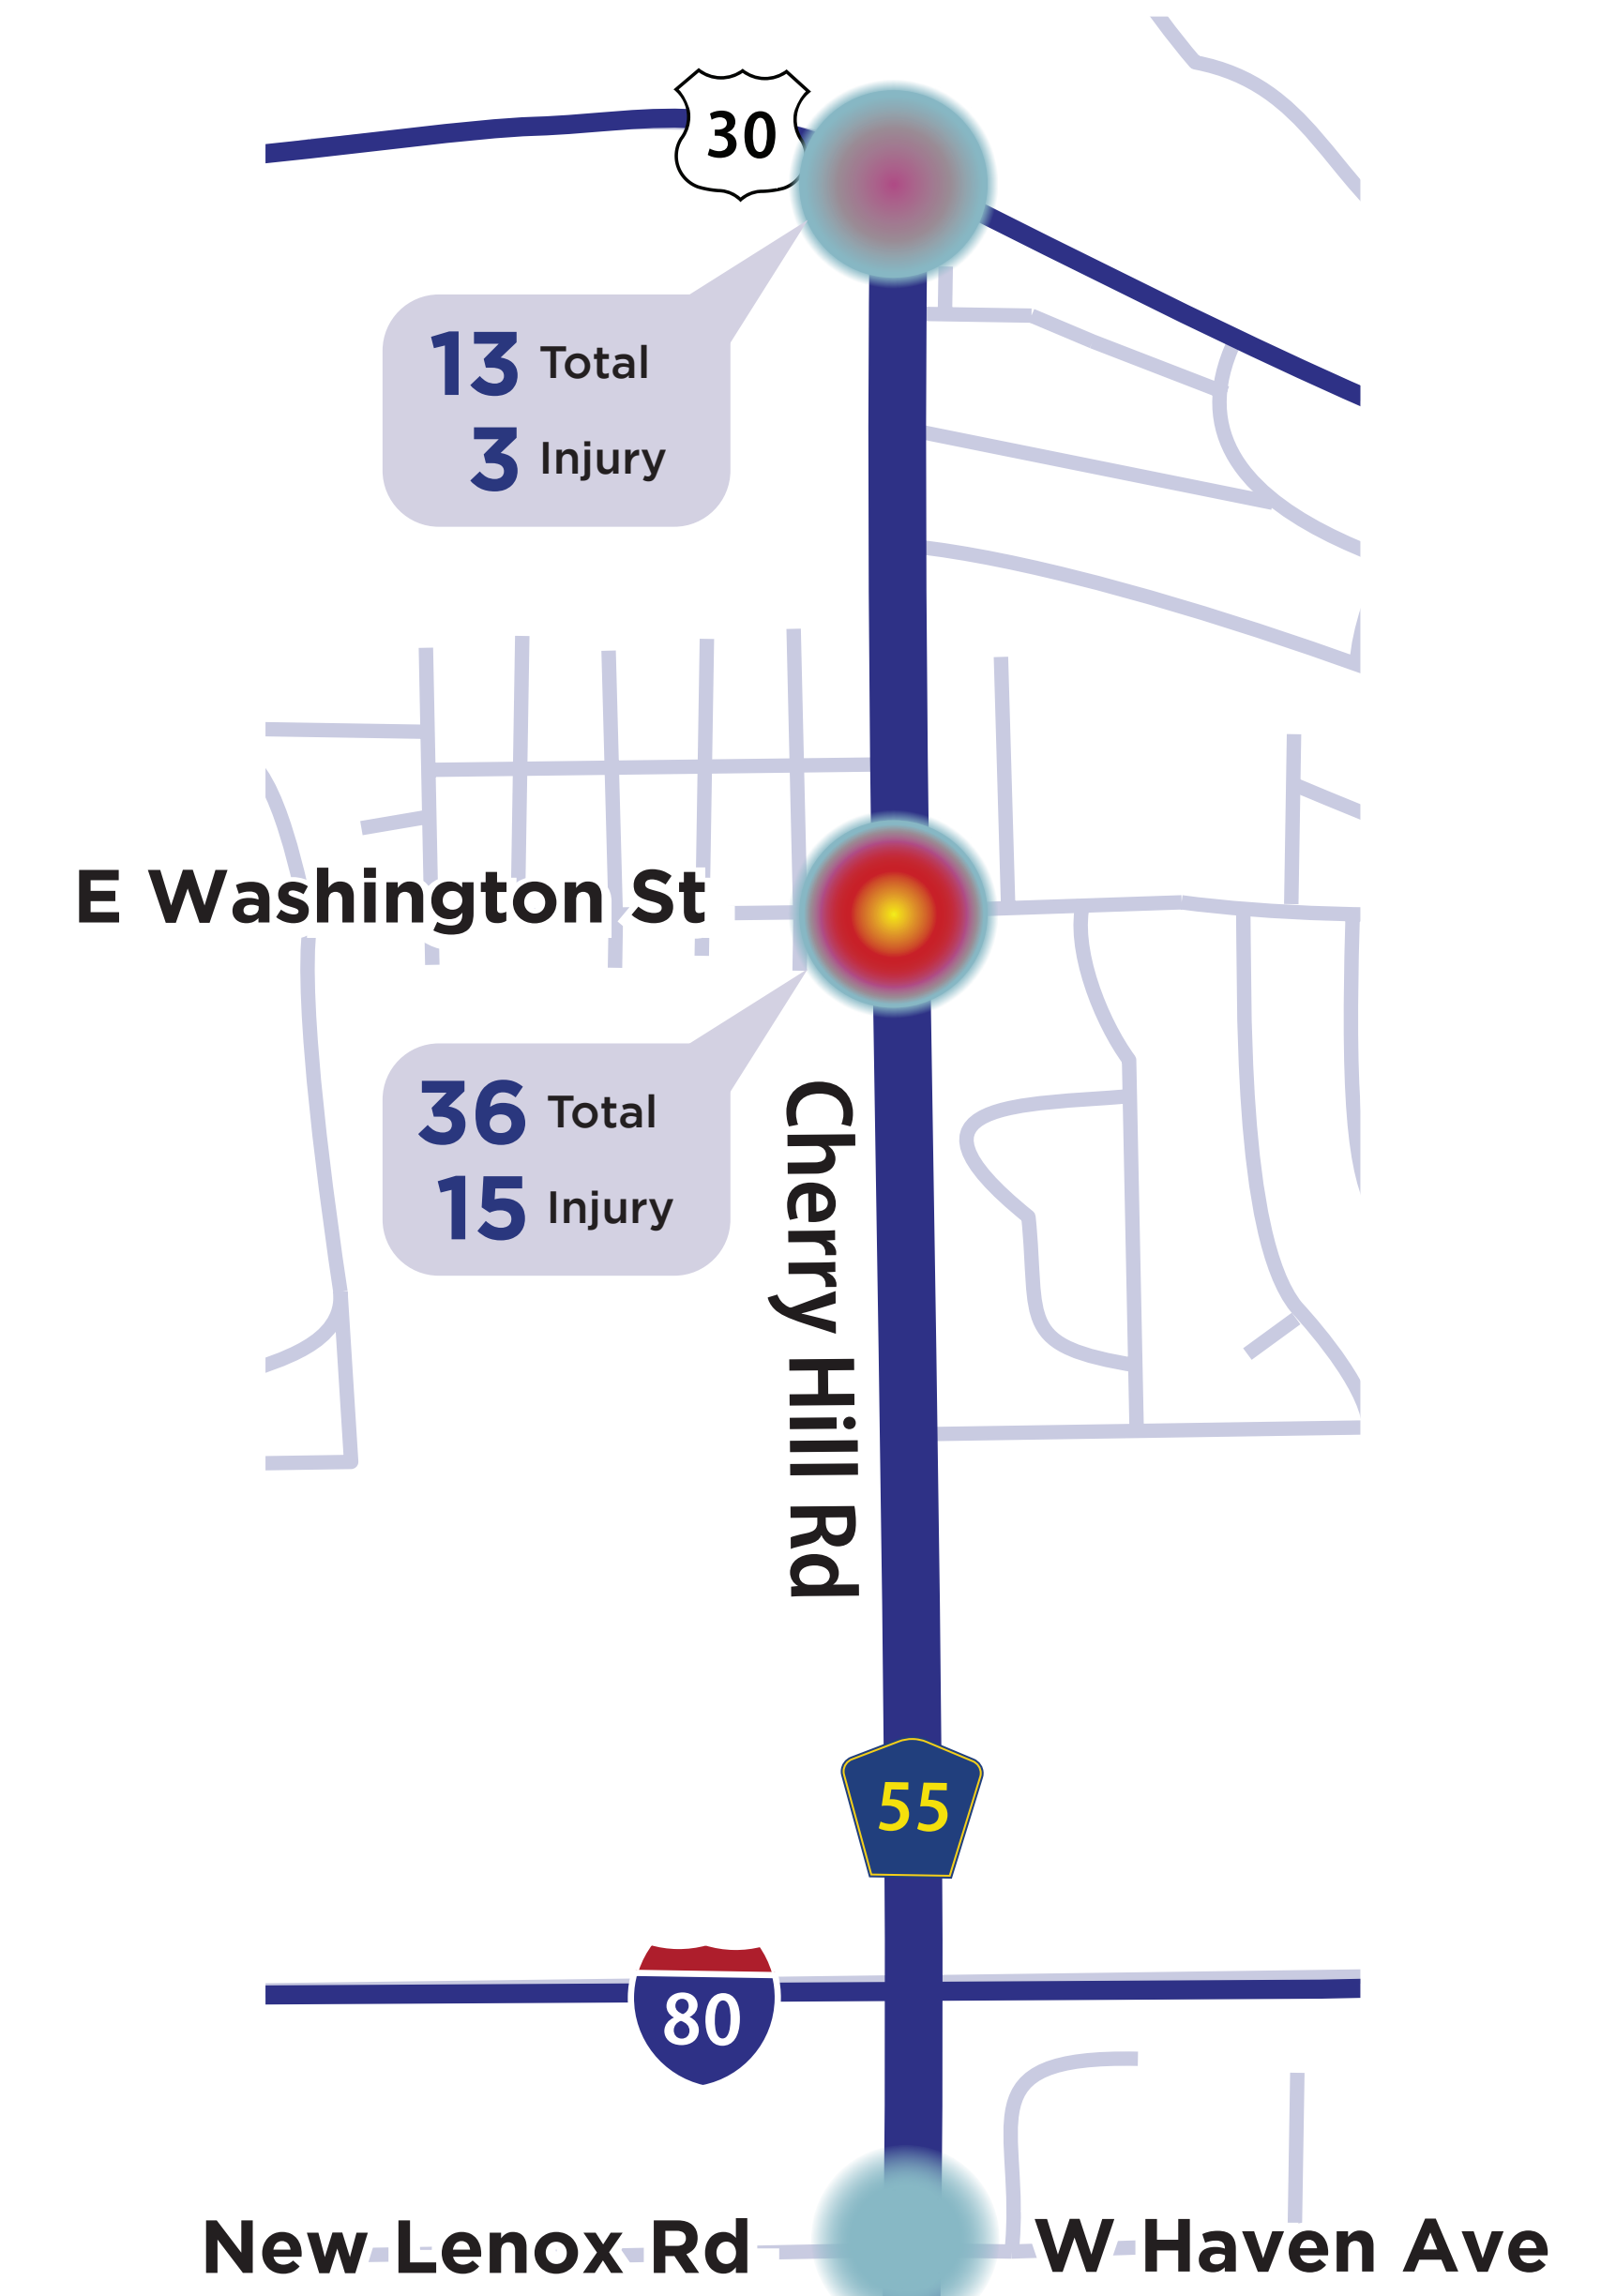 30
13 Total
3 Injury
E Washington St
36 Total
15 Injury
Cherry Hill Rd
55
80
New Lenox Rd
W Haven Ave